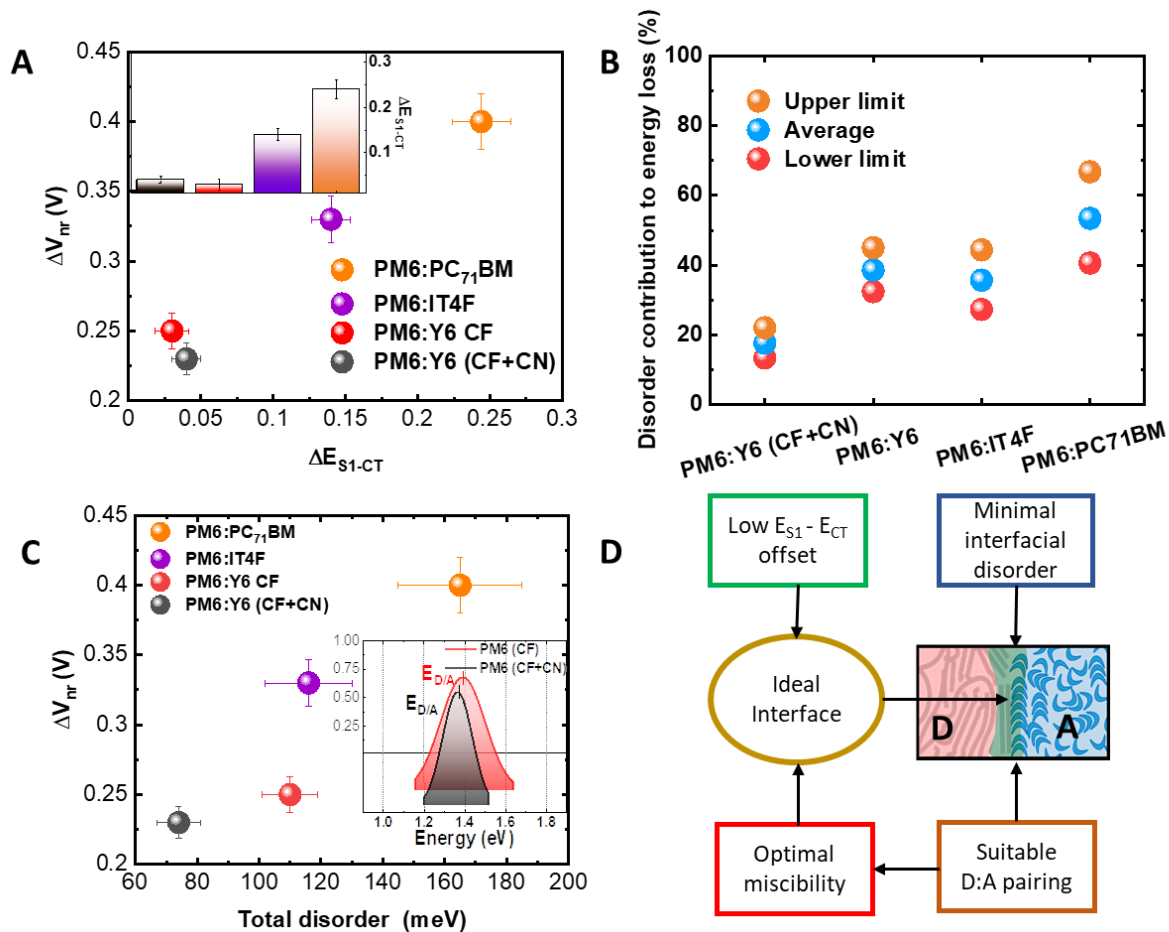 A
0.45
0.4
0.35
0.3
0.25
0.2
ΔVnr (V)
0.3
0.2
0.1
ΔES1-CT
PM6:PC71BM
PM6:IT4F
PM6:Y6 CF
PM6:Y6 (CF+CN)
0 0.05 0.1 0.15 0.2 0.25 0.3
ΔES1-CT
B
Disorder contribution to energy loss (%)
100
80
60
40
20
0
Upper limit
Average
Lower limit
PM6:Y6 (CF+CN)
PM6:Y6
PM6:IT4F
PM6:PC71BM
C
0.45
0.4
0.35
0.3
0.25
0.2
ΔVnr (V)
PM6:PC71BM
PM6:IT4F
PM6:Y6 CF
PM6:Y6 (CF+CN)
1.00
0.75
0.50
0.25
PM6 (CF)
PM6 (CF+CN)
ED/A
ED/A
1.0 1.2 1.4 1.6 1.8
Energy (eV)
60 80 100 120 140 160 180 200
Total disorder (meV)
D
Low ES1 - ECT
offset
Minimal
interfacial
disorder
Ideal
Interface
D
A
Optimal
miscibility
Suitable
D:A pairing